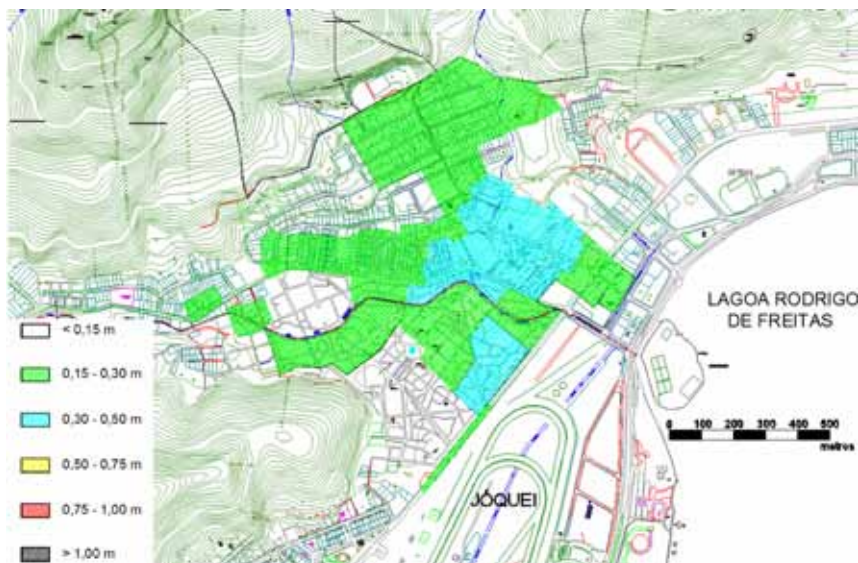 LAGOA RODRIGO
DE FREITAS
< 0,15 m
0,15 - 0,30 m
0,30 - 0,50 m
0,50 - 0,75 m
0,75 - 1,00 m
> 1,00 m
0 100 200 300 400 500
metros
JÓQUEI